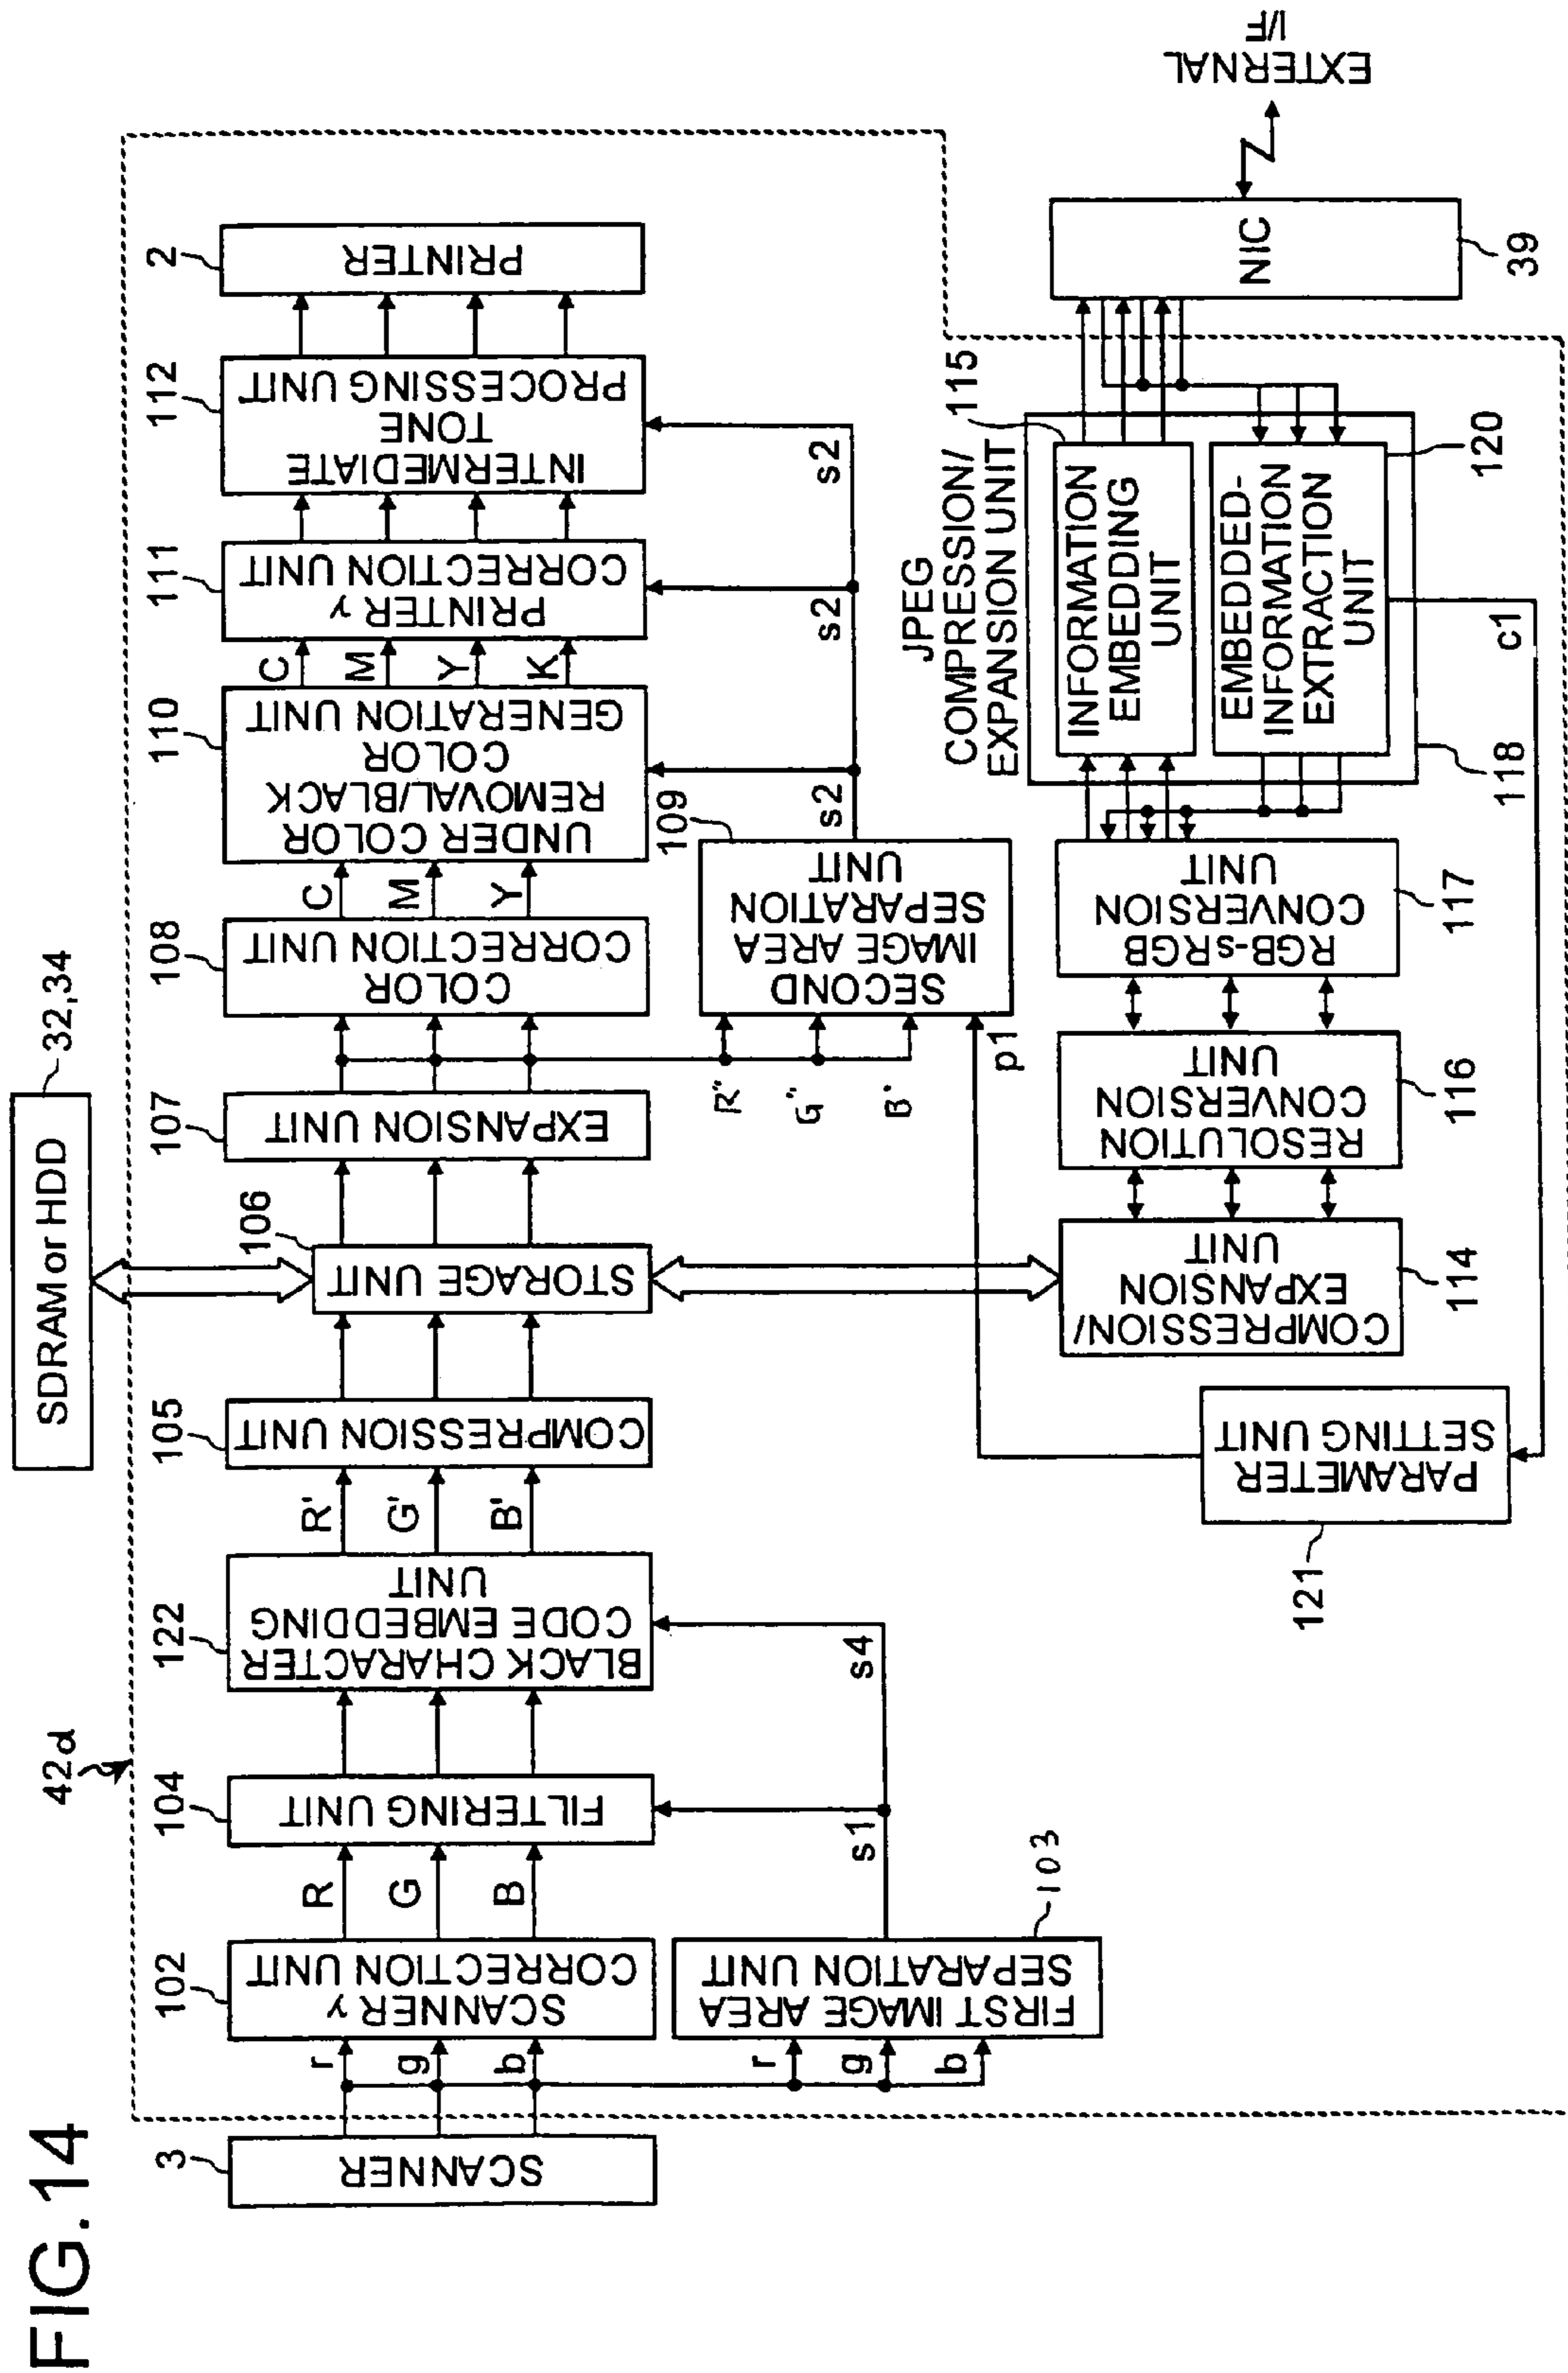 FIG.14
SDRAM or HDD
32,34
42d
3
SCANNER
r
g
b
102
SCANNER γ
CORRECTION UNIT
R
G
B
104
FILTERING UNIT
122
BLACK CHARACTER
CODE EMBEDDING
UNIT
R'
G'
B'
105
COMPRESSION UNIT
106
STORAGE UNIT
107
EXPANSION UNIT
108
COLOR
CORRECTION UNIT
C
M
Y
110
UNDER COLOR
REMOVAL/BLACK
COLOR
GENERATION UNIT
C
M
Y
K
111
PRINTER γ
CORRECTION UNIT
112
INTERMEDIATE
TONE
PROCESSING UNIT
2
PRINTER
r
g
b
FIRST IMAGE AREA
SEPARATION UNIT
103
s1
s4
R"
G"
B"
p1
109
SECOND
IMAGE AREA
SEPARATION
UNIT
s2
s2
s2
121
PARAMETER
SETTING UNIT
COMPRESSION/
EXPANSION
UNIT
114
RESOLUTION
CONVERSION
UNIT
116
RGB-sRGB
CONVERSION
UNIT
117
JPEG
COMPRESSION/
EXPANSION UNIT
115
INFORMATION
EMBEDDING
UNIT
EMBEDDED-
INFORMATION
EXTRACTION
UNIT
118
120
c1
NIC
39
EXTERNAL
I/F